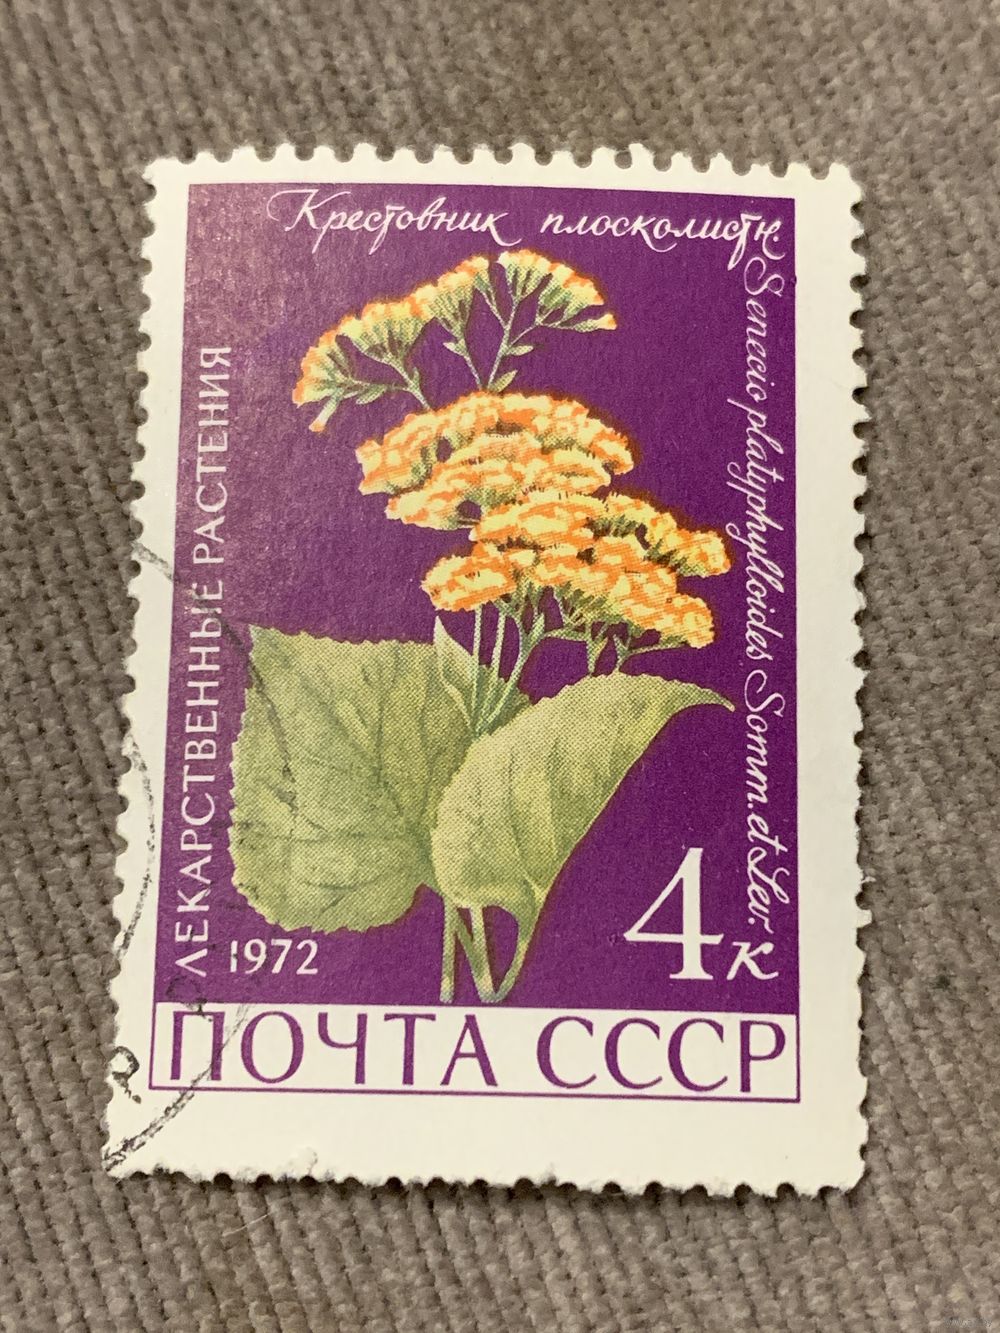 Крестовник плосколистн.
Senecio platyphylloides Somm. et Lev.
ЛЕКАРСТВЕННЫЕ РАСТЕНИЯ
1972
4к
ПОЧТА СССР